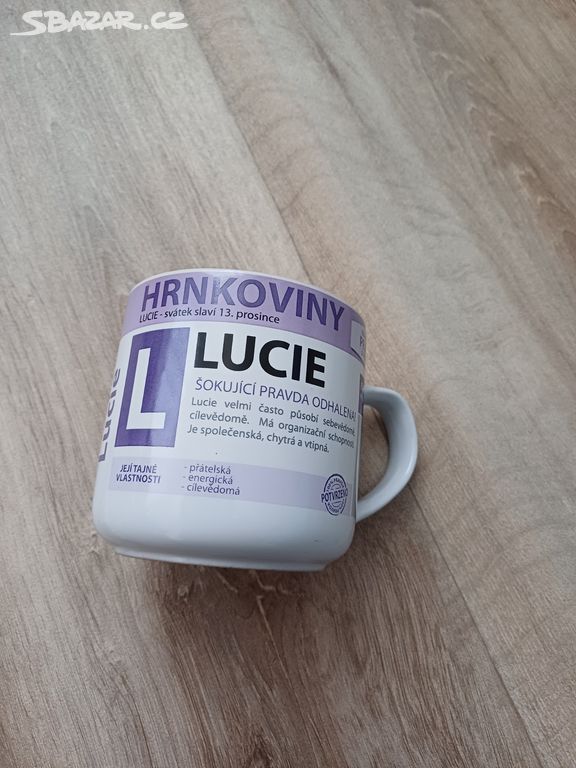 SBAZAR.CZ
HRNKOVINY
LUCIE - svátek slaví 13. prosince
Lucie
L
LUCIE
ŠOKUJÍCÍ PRAVDA ODHALENA!
Lucie velmi často působí sebevědomě,
cílevědomě. Má organizační schopnosti.
Je společenská, chytrá a vtipná.
JEJÍ TAJNÉ
VLASTNOSTI
- přátelská
- energická
- cílevědomá
POTVRZENO